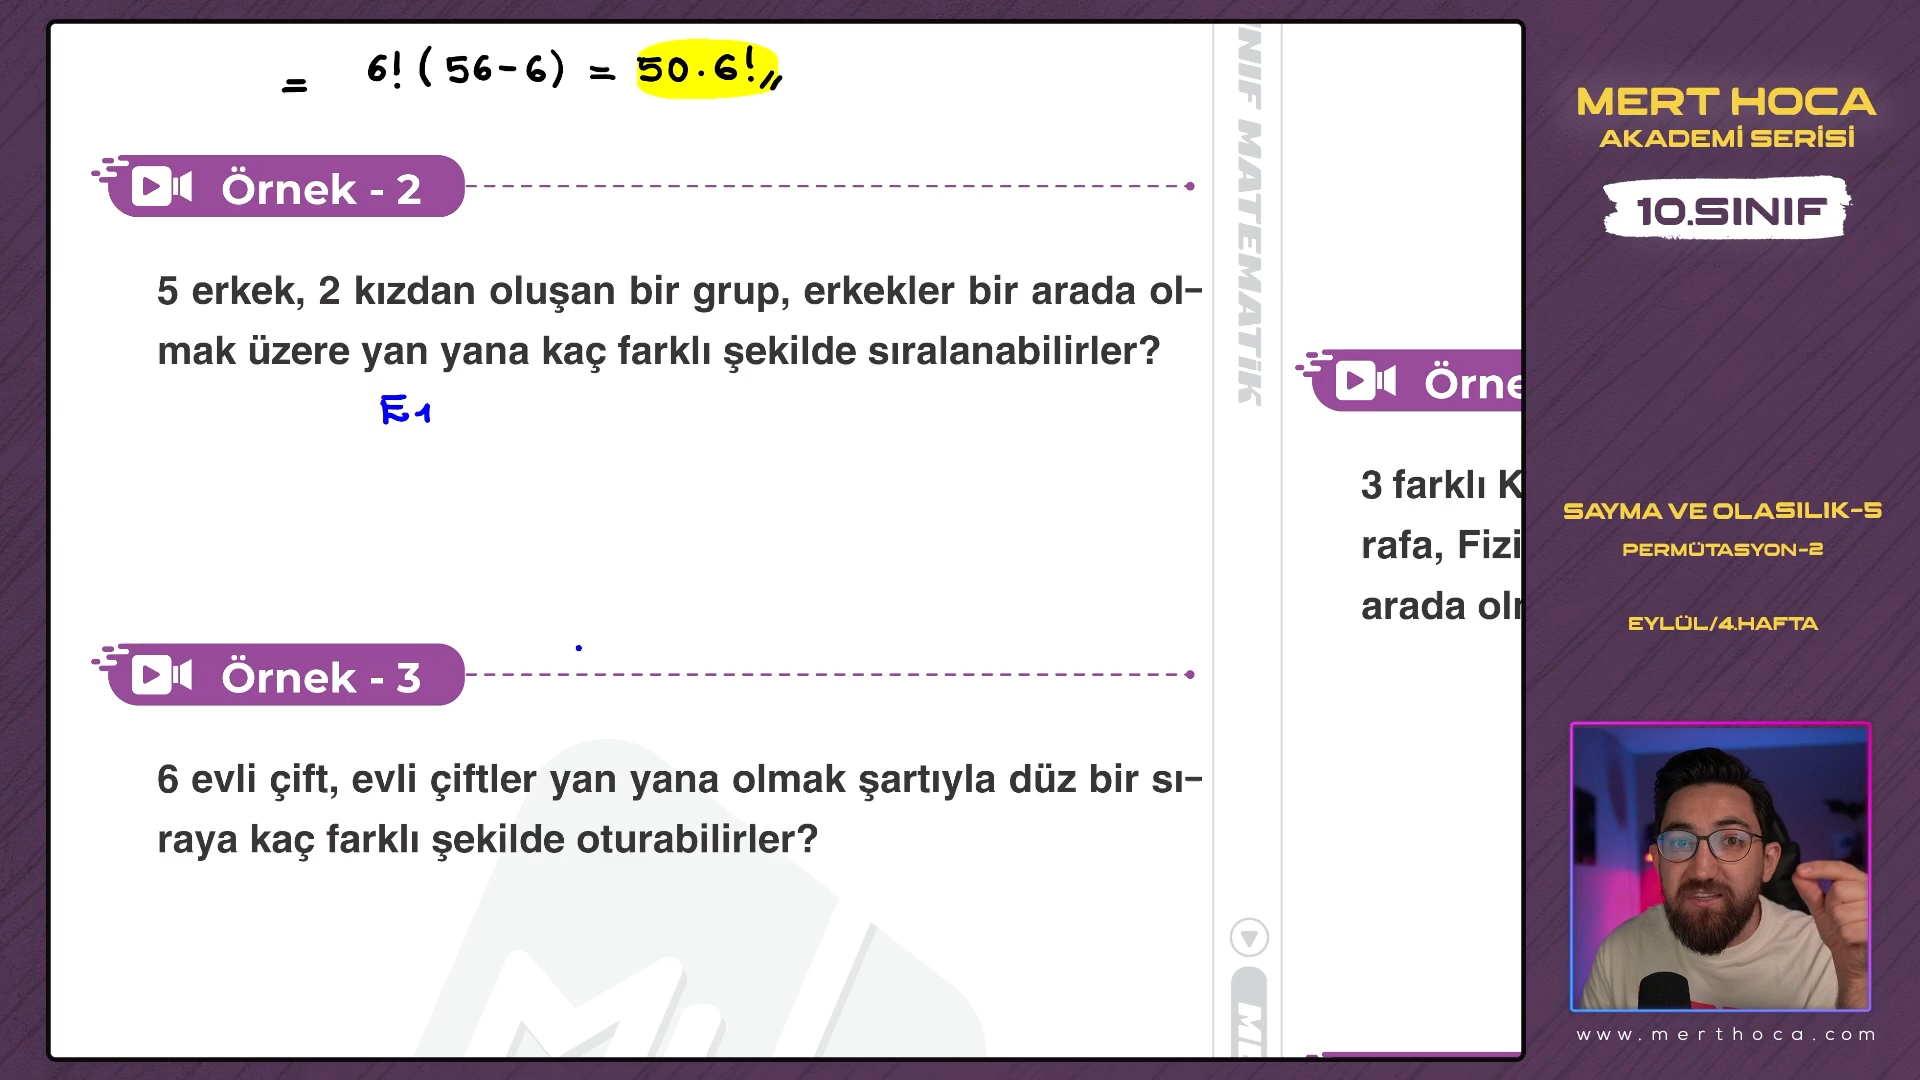 = 6! ( 56 - 6 ) = 50 . 6! //
Örnek - 2
5 erkek, 2 kızdan oluşan bir grup, erkekler bir arada ol-
mak üzere yan yana kaç farklı şekilde sıralanabilirler?
E1
Örnek - 3
6 evli çift, evli çiftler yan yana olmak şartıyla düz bir sı-
raya kaç farklı şekilde oturabilirler?
NIF MATEMATİK
Örne
3 farklı K
rafa, Fizi
arada olr
MERT HOCA
AKADEMİ SERİSİ
10.SINIF
SAYMA VE OLASILIK-5
PERMÜTASYON-2
EYLÜL/4.HAFTA
www.merthoca.com